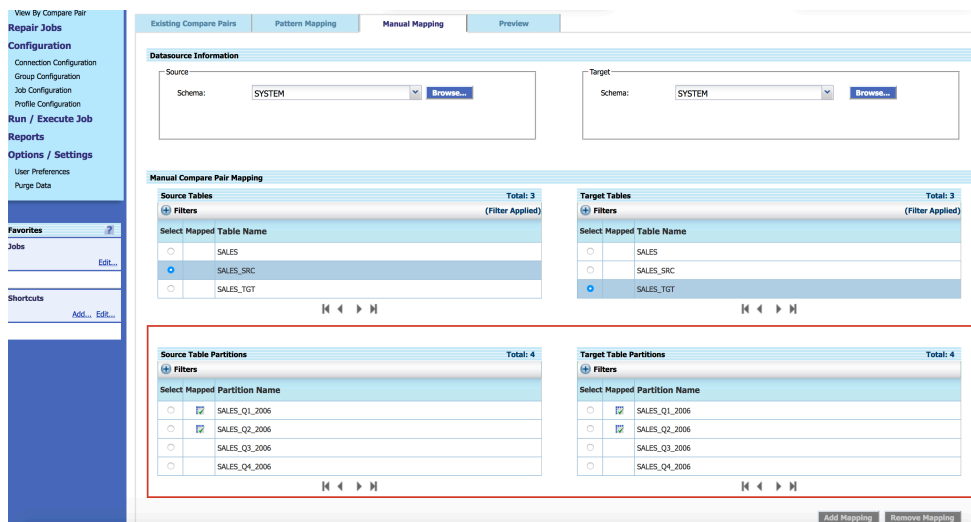 View By Compare Pair
Repair Jobs
Configuration
Connection Configuration
Group Configuration
Job Configuration
Profile Configuration
Run / Execute Job
Reports
Options / Settings
User Preferences
Purge Data
Favorites ?
Jobs
Edit...
Shortcuts
Add... Edit...
Existing Compare Pairs Pattern Mapping Manual Mapping Preview
Datasource Information
Source
Schema: SYSTEM Browse...
Target
Schema: SYSTEM Browse...
Manual Compare Pair Mapping
Source Tables Total: 3
Filters (Filter Applied)
Select Mapped Table Name
SALES
SALES_SRC
SALES_TGT
Target Tables Total: 3
Filters (Filter Applied)
Select Mapped Table Name
SALES
SALES_SRC
SALES_TGT
Source Table Partitions Total: 4
Filters
Select Mapped Partition Name
SALES_Q1_2006
SALES_Q2_2006
SALES_Q3_2006
SALES_Q4_2006
Target Table Partitions Total: 4
Filters
Select Mapped Partition Name
SALES_Q1_2006
SALES_Q2_2006
SALES_Q3_2006
SALES_Q4_2006
Add Mapping Remove Mapping